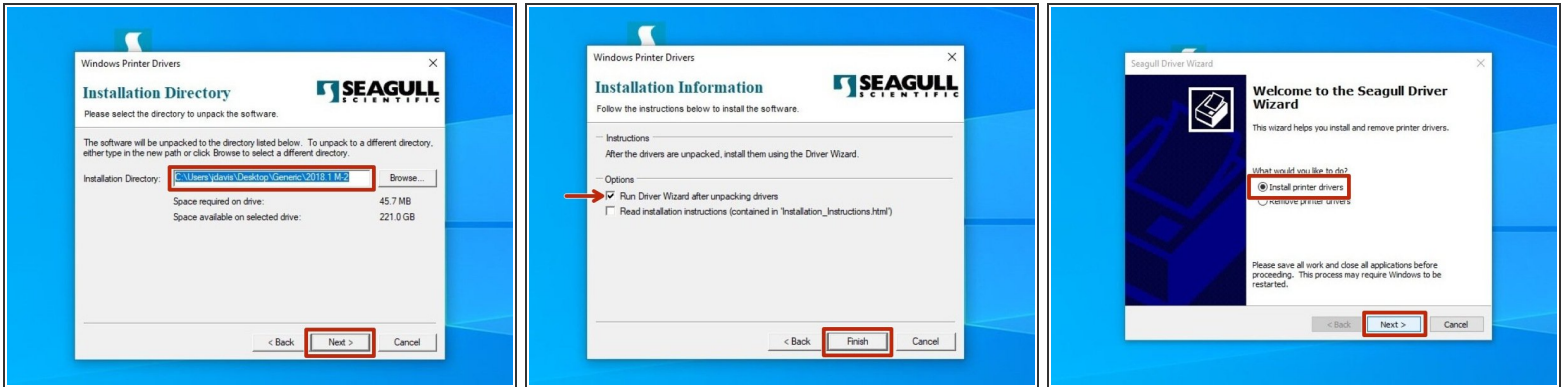 Windows Printer Drivers
Installation Directory
SEAGULL
SCIENTIFIC
Please select the directory to unpack the software.
The software will be unpacked to the directory listed below. To unpack to a different directory,
either type in the new path or click Browse to select a different directory.
Installation Directory:
C:\Users\jdavis\Desktop\Generic\2018.1 M-2
Browse...
Space required on drive: 45.7 MB
Space available on selected drive: 221.0 GB
< Back Next > Cancel
Windows Printer Drivers
Installation Information
SEAGULL
SCIENTIFIC
Follow the instructions below to install the software.
Instructions
After the drivers are unpacked, install them using the Driver Wizard.
Options
Run Driver Wizard after unpacking drivers
Read installation instructions (contained in 'Installation_Instructions.html')
< Back Finish Cancel
Seagull Driver Wizard
Welcome to the Seagull Driver
Wizard
This wizard helps you install and remove printer drivers.
What would you like to do?
Install printer drivers
Remove printer drivers
Please save all work and close all applications before
proceeding. This process may require Windows to be
restarted.
< Back Next > Cancel